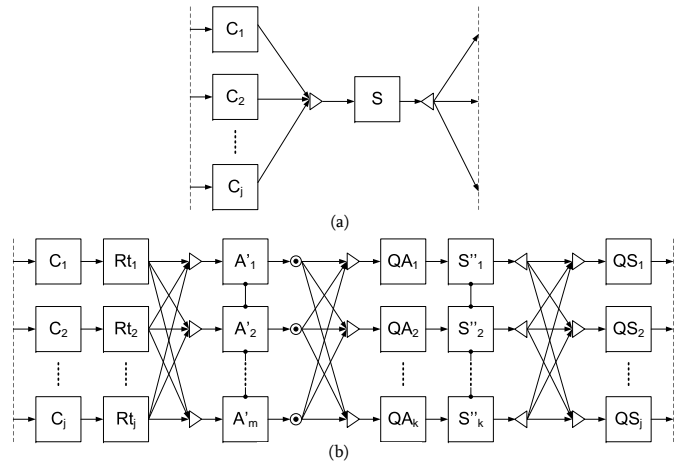 C1
C2
S
Cj
(a)
C1 Rt1 A'1 QA1 S''1 QS1
C2 Rt2 A'2 QA2 S''2 QS2
Cj Rtj A'm QAk S''k QSj
(b)